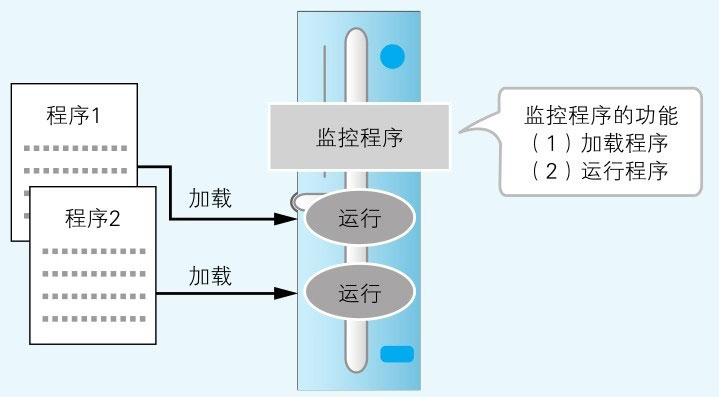 程序1
程序2
加载
加载
监控程序
运行
运行
监控程序的功能
（1）加载程序
（2）运行程序